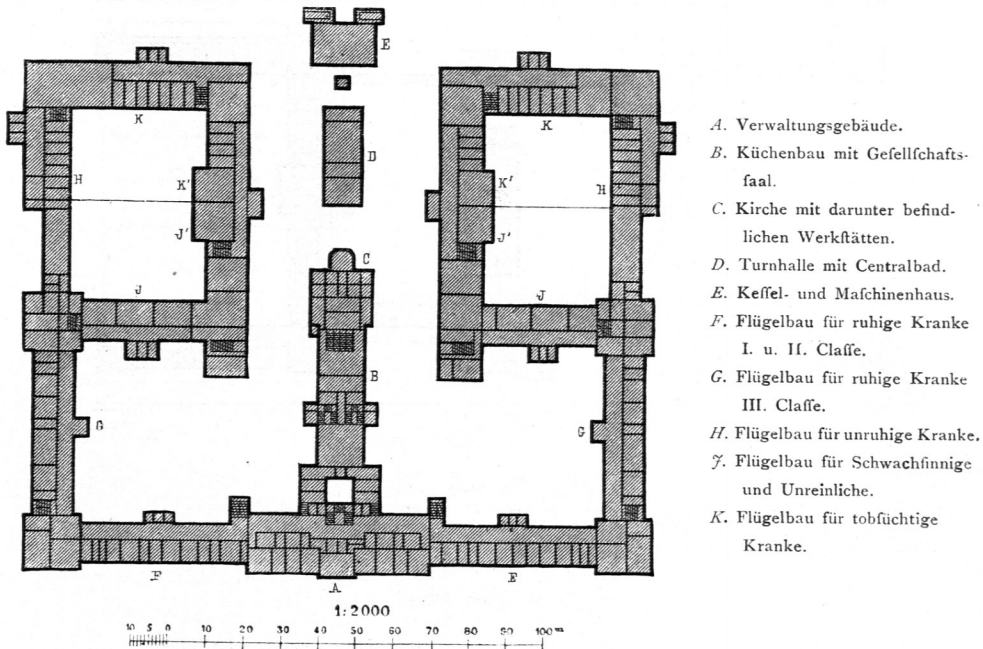 E
K
K
D
H
K'
K'
H
J'
J'
C
J
J
B
G
G
F
E
A
1:2000
10 5 0 10 20 30 40 50 60 70 80 90 100 m
A. Verwaltungsgebäude.
B. Küchenbau mit Geſellſchafts-
ſaal.
C. Kirche mit darunter befind-
lichen Werkſtätten.
D. Turnhalle mit Centralbad.
E. Keſſel- und Maſchinenhaus.
F. Flügelbau für ruhige Kranke
I. u. II. Claſſe.
G. Flügelbau für ruhige Kranke
III. Claſſe.
H. Flügelbau für unruhige Kranke.
J. Flügelbau für Schwachſinnige
und Unreinliche.
K. Flügelbau für tobſüchtige
Kranke.